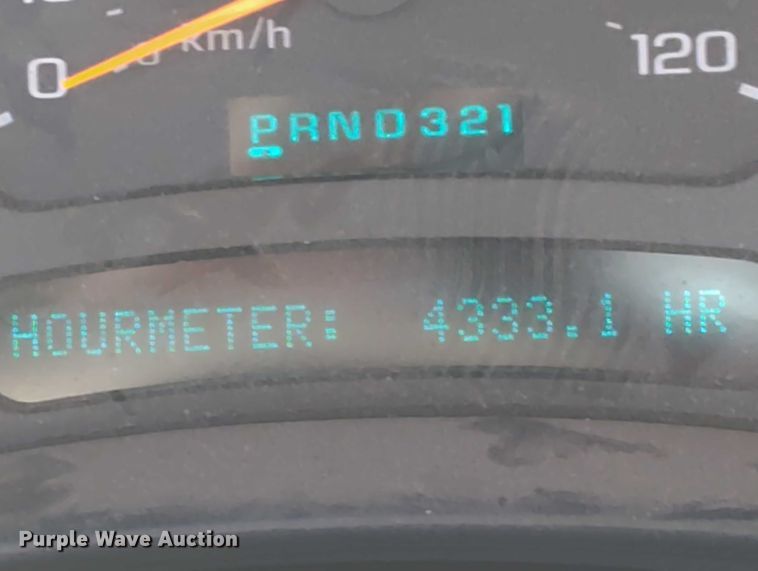 0 km/h 120
PRND321
HOURMETER: 4333.1 HR
Purple Wave Auction